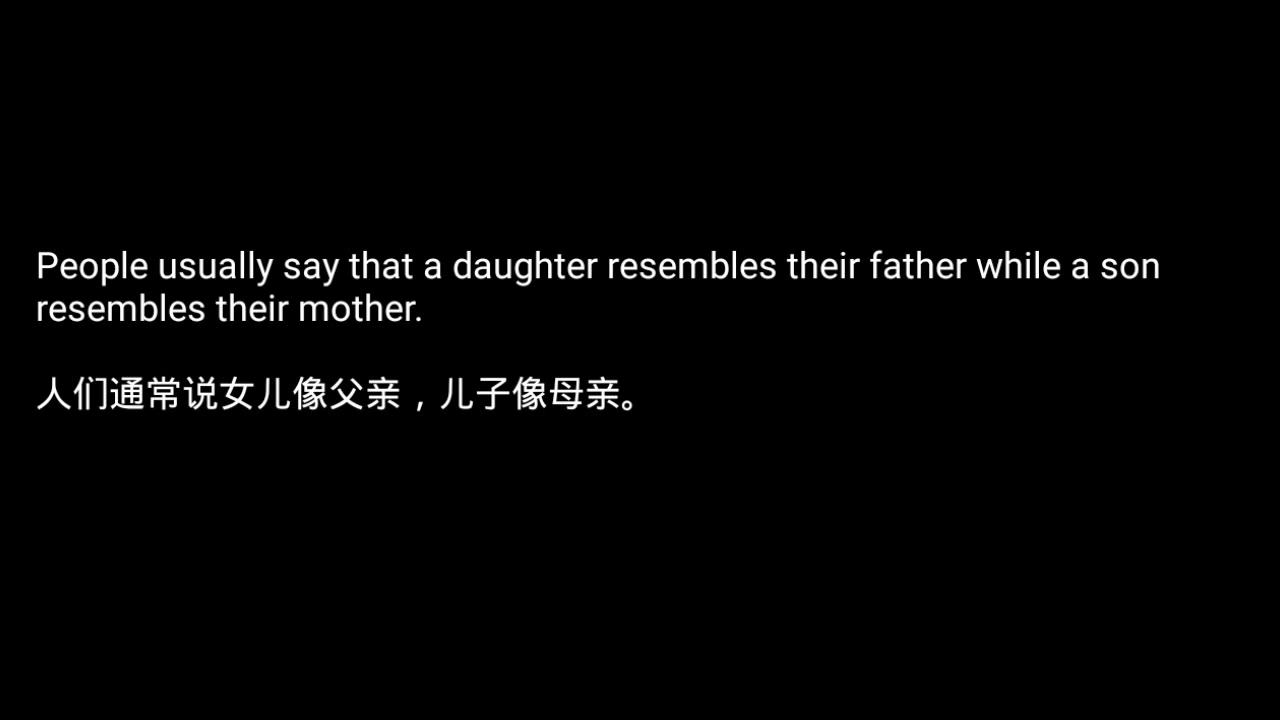 People usually say that a daughter resembles their father while a son
resembles their mother.
人们通常说女儿像父亲，儿子像母亲。